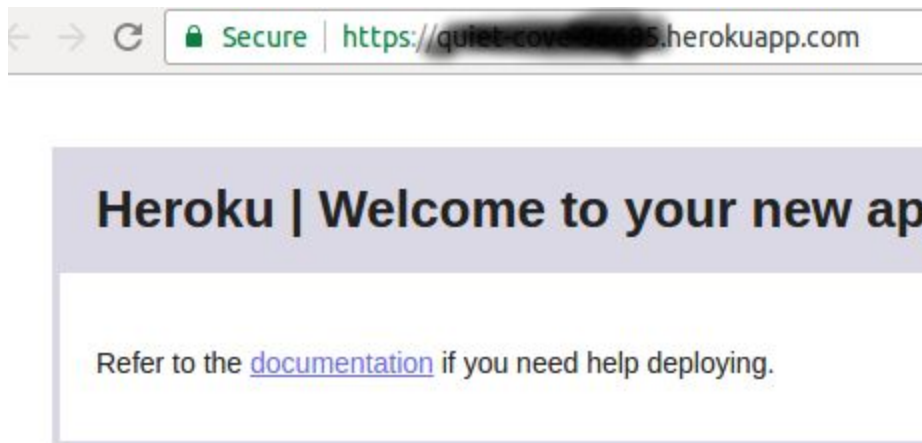 Secure | https://.herokuapp.com
Heroku | Welcome to your new ap
Refer to the documentation if you need help deploying.